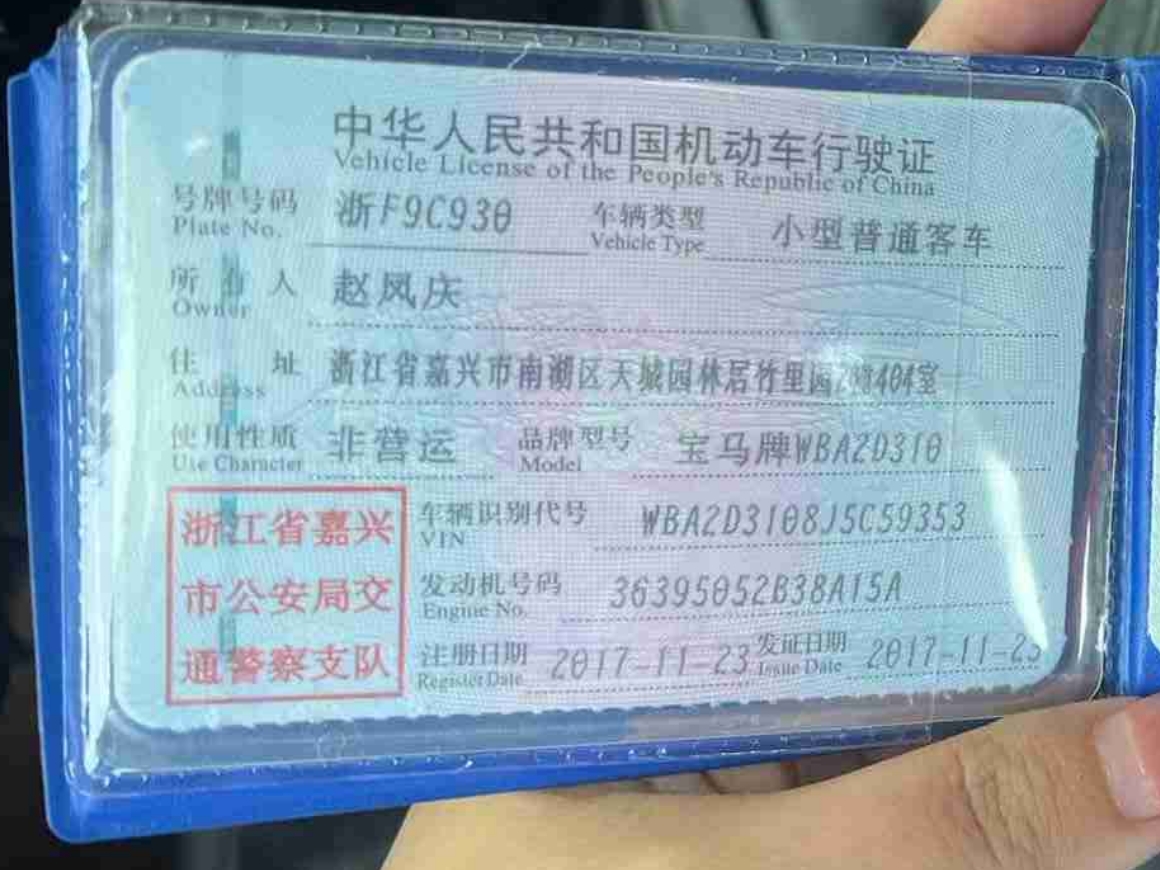 中华人民共和国机动车行驶证
Vehicle License of the People's Republic of China
号牌号码 浙F9C930 车辆类型 小型普通客车
Plate No. Vehicle Type
所有人 赵凤庆
Owner
住址 浙江省嘉兴市南湖区天城园林居竹里园404室
Address
使用性质 非营运 品牌型号 宝马牌WBA2D310
Use Character Model
浙江省嘉兴 车辆识别代号 WBA2D3108J5C59353
VIN
市公安局交 发动机号码 36395052B38A15A
Engine No.
通警察支队 注册日期 2017-11-23 发证日期 2017-11-23
Register Date Issue Date